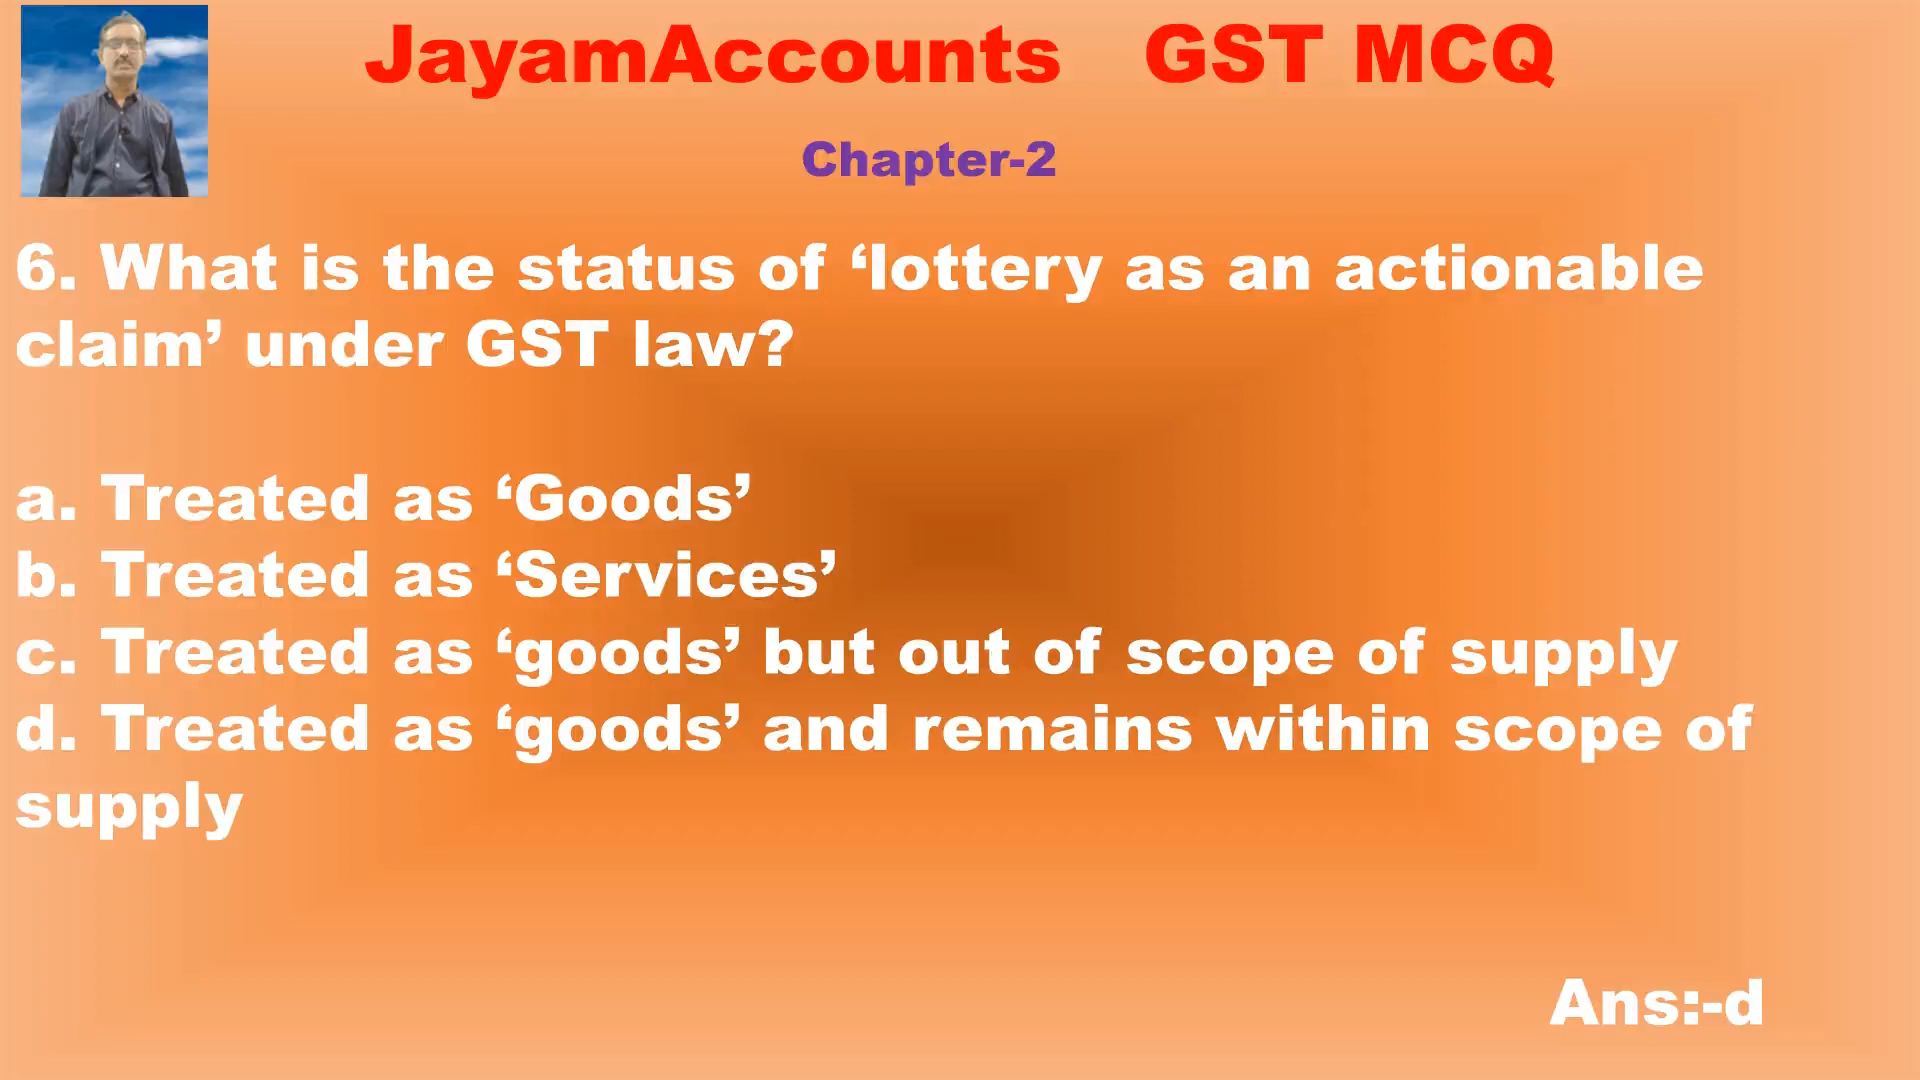 JayamAccounts GST MCQ
Chapter-2
6. What is the status of ‘lottery as an actionable
claim’ under GST law?
a. Treated as ‘Goods’
b. Treated as ‘Services’
c. Treated as ‘goods’ but out of scope of supply
d. Treated as ‘goods’ and remains within scope of
supply
Ans:-d